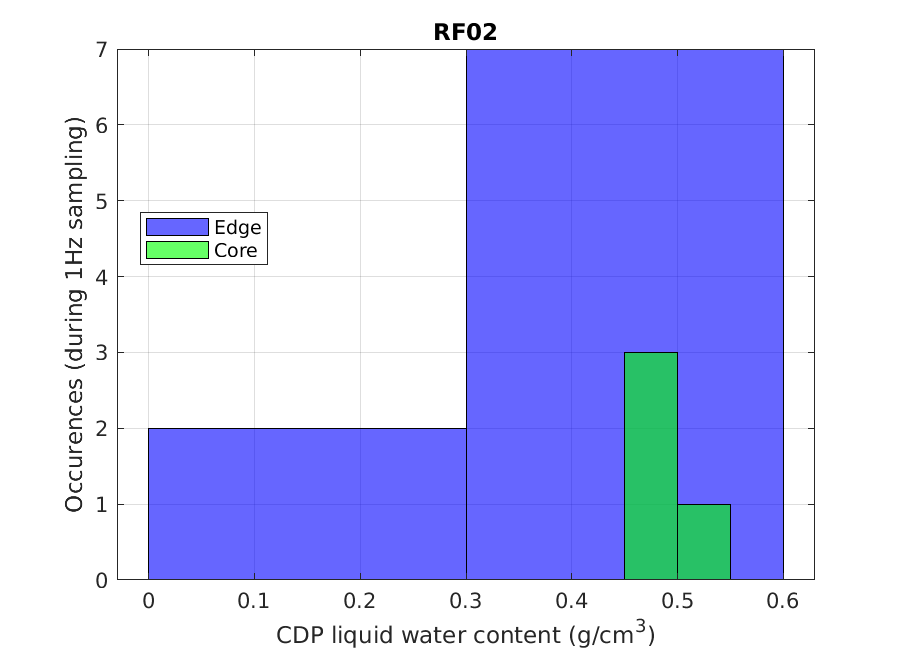 RF02
7
6
5
4
3
2
1
0
Occurences (during 1Hz sampling)
Edge
Core
0 0.1 0.2 0.3 0.4 0.5 0.6
CDP liquid water content (g/cm³)